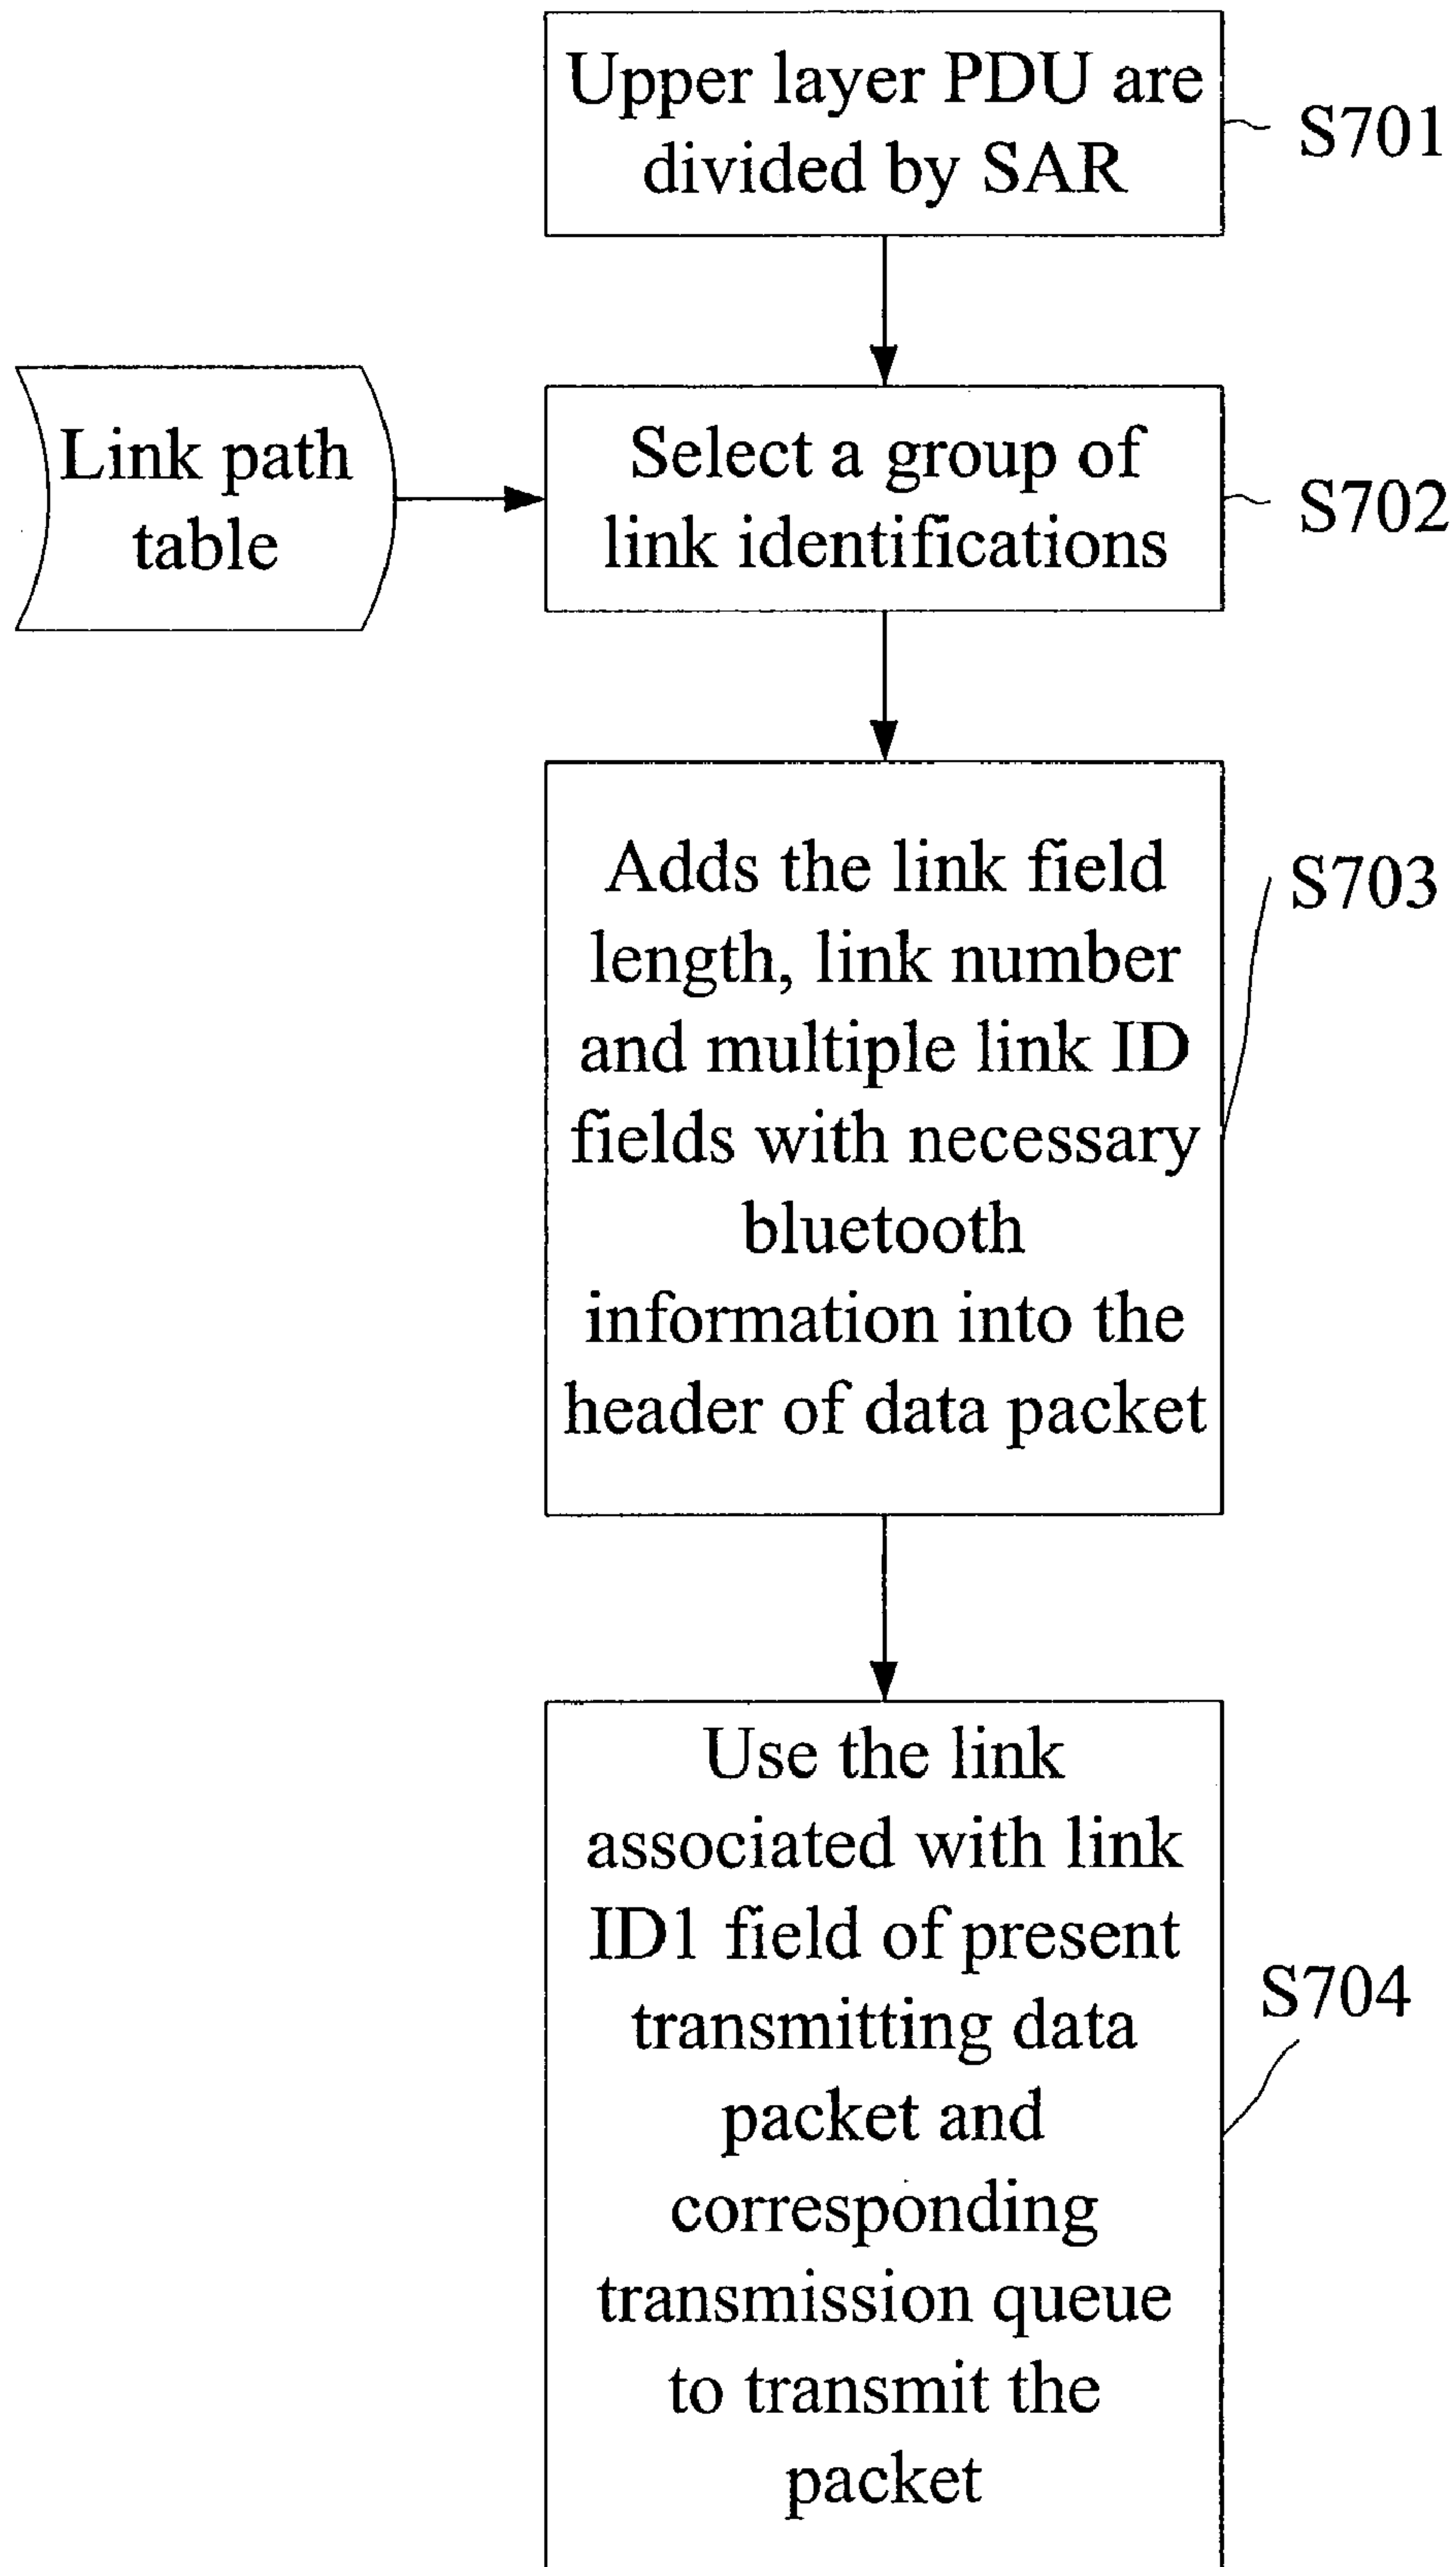 Upper layer PDU are
divided by SAR
S701
Link path
table
Select a group of
link identifications
S702
Adds the link field
length, link number
and multiple link ID
fields with necessary
bluetooth
information into the
header of data packet
S703
Use the link
associated with link
ID1 field of present
transmitting data
packet and
corresponding
transmission queue
to transmit the
packet
S704